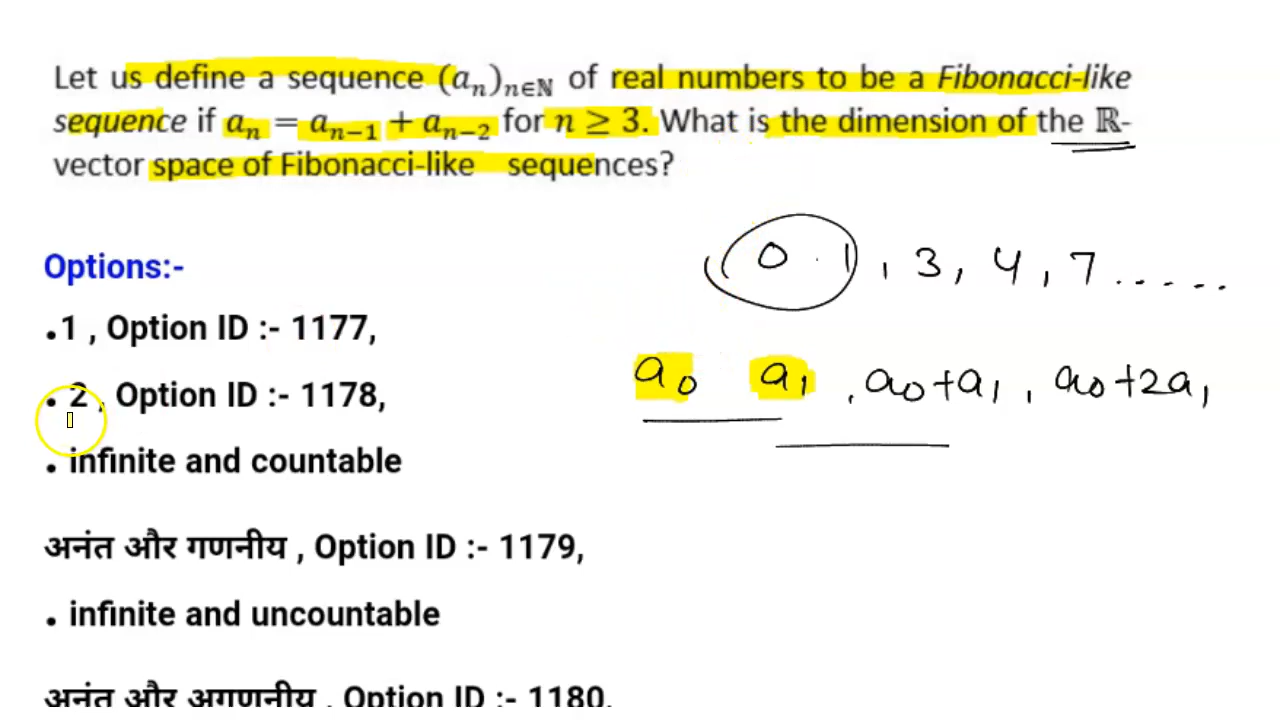 Let us define a sequence (aₙ)ₙ∈ℕ of real numbers to be a Fibonacci-like
sequence if aₙ = aₙ₋₁ + aₙ₋₂ for n ≥ 3. What is the dimension of the ℝ-
vector space of Fibonacci-like sequences?
0 . 1 , 3 , 4 , 7 ......
Options:-
.1 , Option ID :- 1177,
a₀ a₁ , a₀+a₁ , a₀+2a₁
. 2 , Option ID :- 1178,
. infinite and countable
अनंत और गणनीय , Option ID :- 1179,
. infinite and uncountable
अनंत और अगणनीय , Option ID :- 1180,